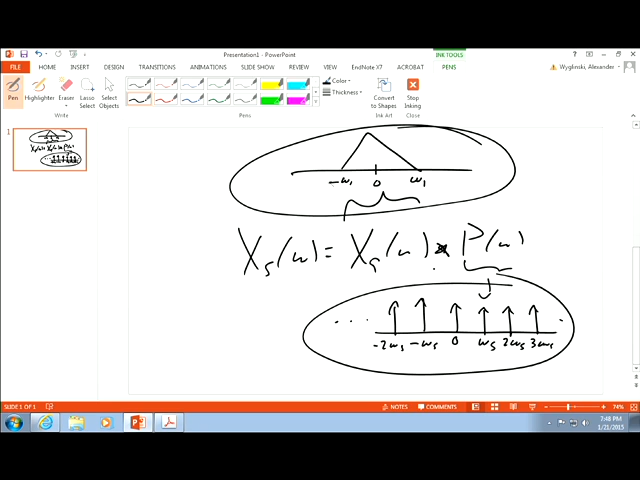 Presentation1 - PowerPoint
INK TOOLS
FILE HOME INSERT DESIGN TRANSITIONS ANIMATIONS SLIDE SHOW REVIEW VIEW EndNote X7 ACROBAT PENS
Wyglinski, Alexander
Pen Highlighter Eraser Lasso Select Select Objects
Color
Thickness
Convert to Shapes
Stop Inking
Write Pens Ink Art Close
1
-ω₁ 0 ω₁
Xₛ(ω) = Xₐ(ω) * P(ω)
... -2ωₛ -ωₛ 0 ωₛ 2ωₛ 3ωₛ ...
SLIDE 1 OF 1
NOTES COMMENTS 74%
7:48 PM
1/21/2015